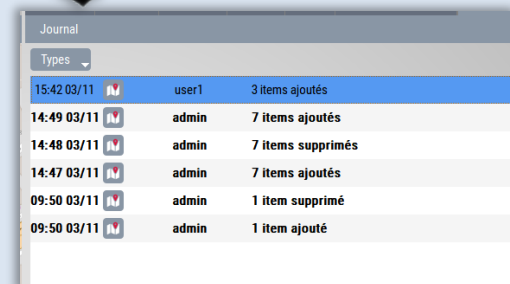 Journal
Types
15:42 03/11 user1 3 items ajoutés
14:49 03/11 admin 7 items ajoutés
14:48 03/11 admin 7 items supprimés
14:47 03/11 admin 7 items ajoutés
09:50 03/11 admin 1 item supprimé
09:50 03/11 admin 1 item ajouté